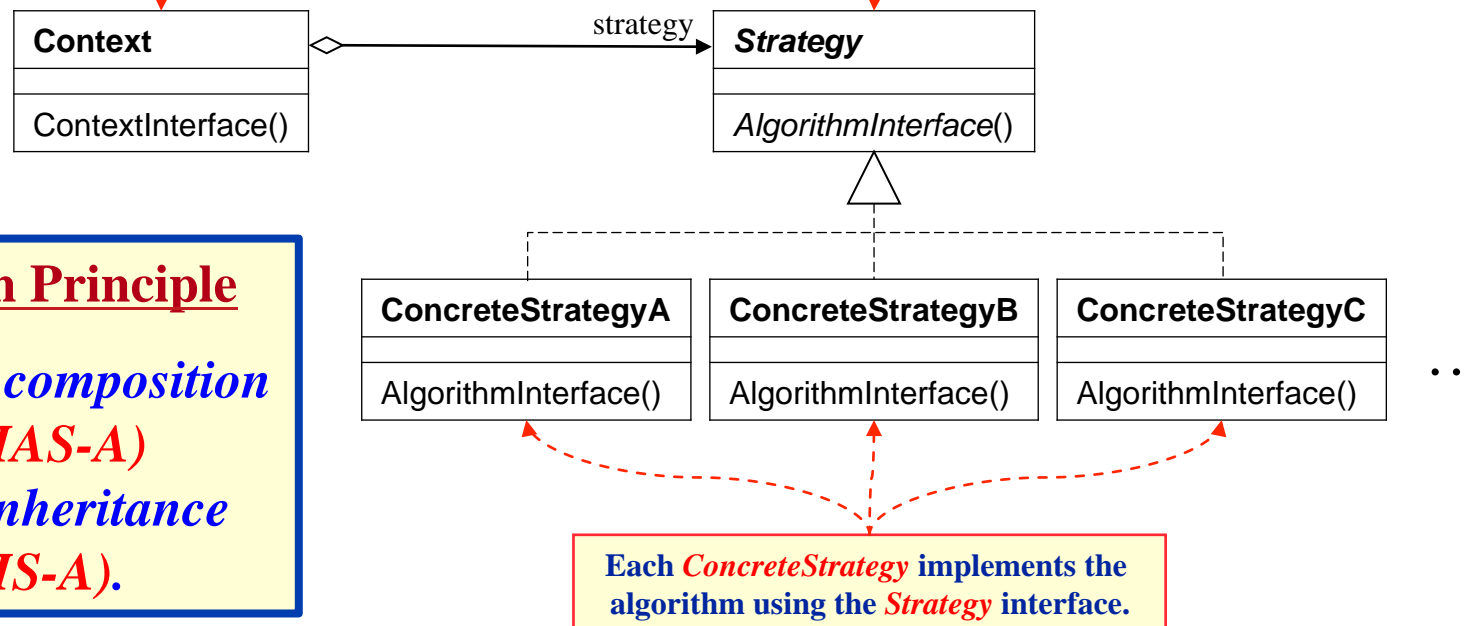 strategy
Context
Strategy
ContextInterface()
AlgorithmInterface()
n Principle
composition
HAS-A)
nheritance
IS-A).
ConcreteStrategyA
ConcreteStrategyB
ConcreteStrategyC
AlgorithmInterface()
AlgorithmInterface()
AlgorithmInterface()
. .
Each ConcreteStrategy implements the
algorithm using the Strategy interface.